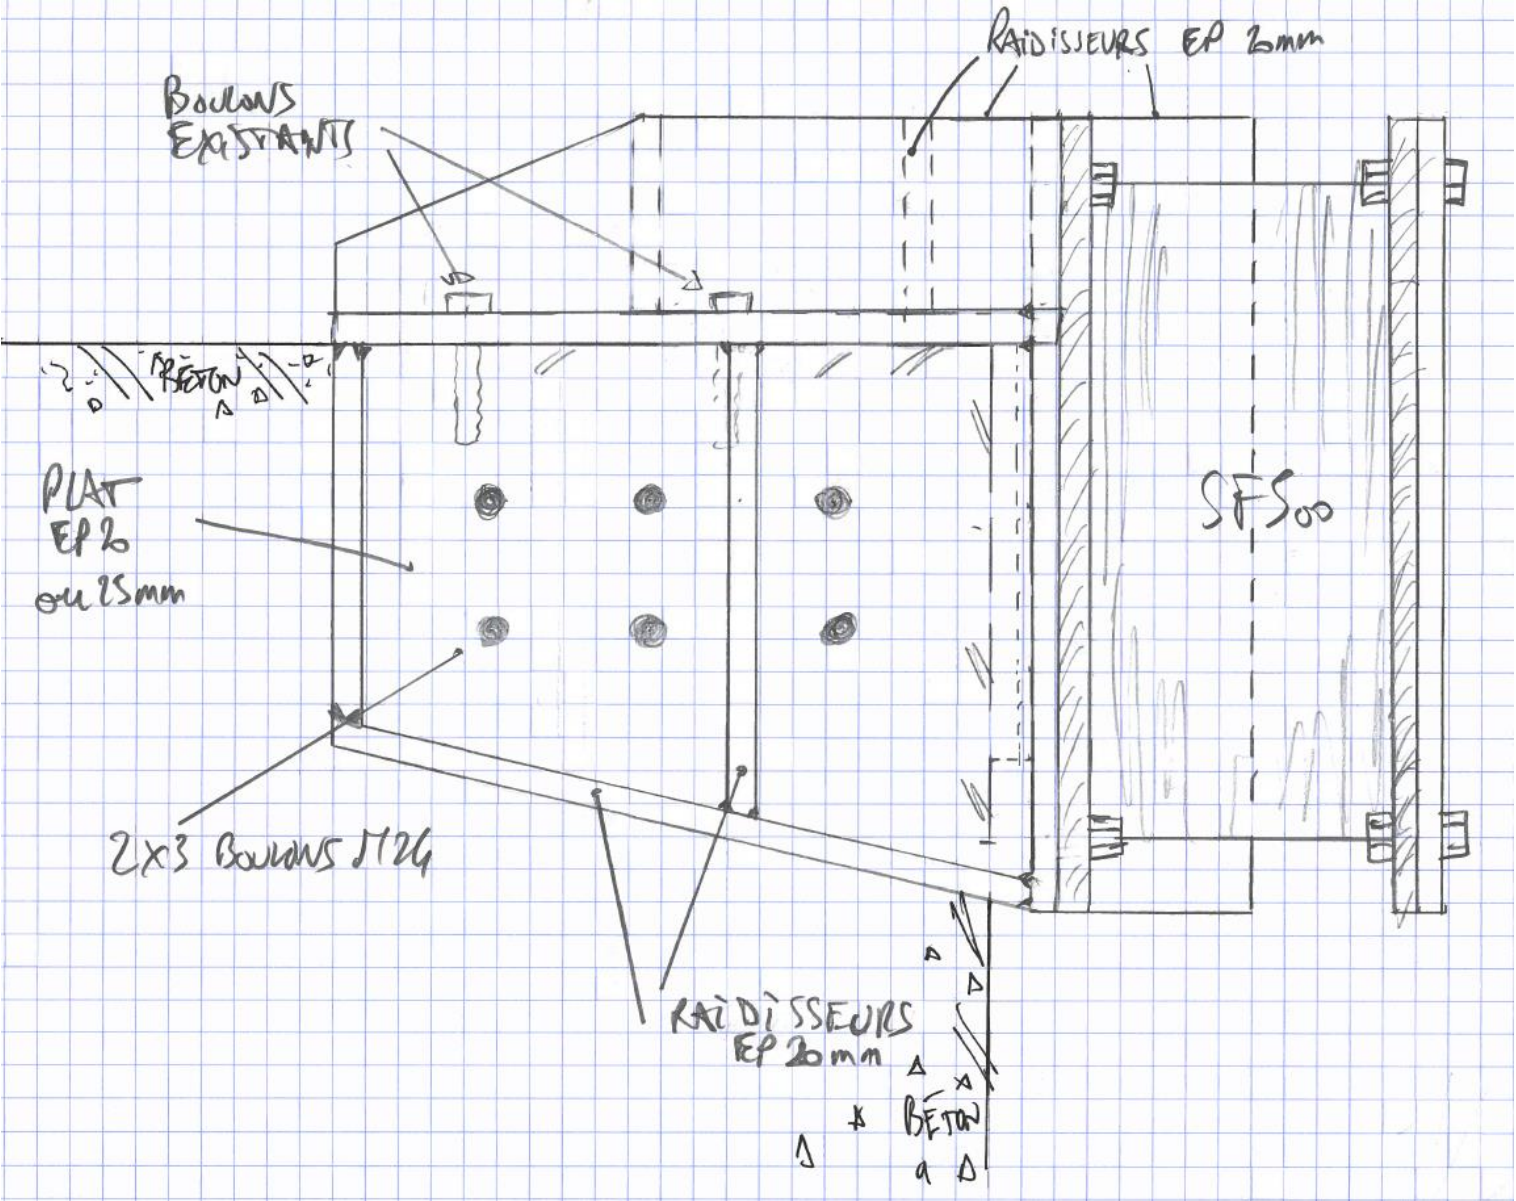 RAIDISSEURS EP 20mm
BOULONS
EXISTANTS
BÉTON
PLAT
EP 20
ou 25mm
SFS00
2x3 BOULONS M24
RAIDISSEURS
EP 20mm
BÉTON